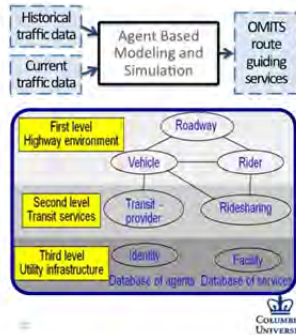 Historical
traffic data
Current
traffic data
Agent Based
Modeling and
Simulation
OMITS
route
guiding
services
First level
Highway environment
Roadway
Vehicle
Rider
Second level
Transit services
Transit -
provider
Ridesharing
Third level
Utility infrastructure
Identity
Facility
Database of agents
Database of services